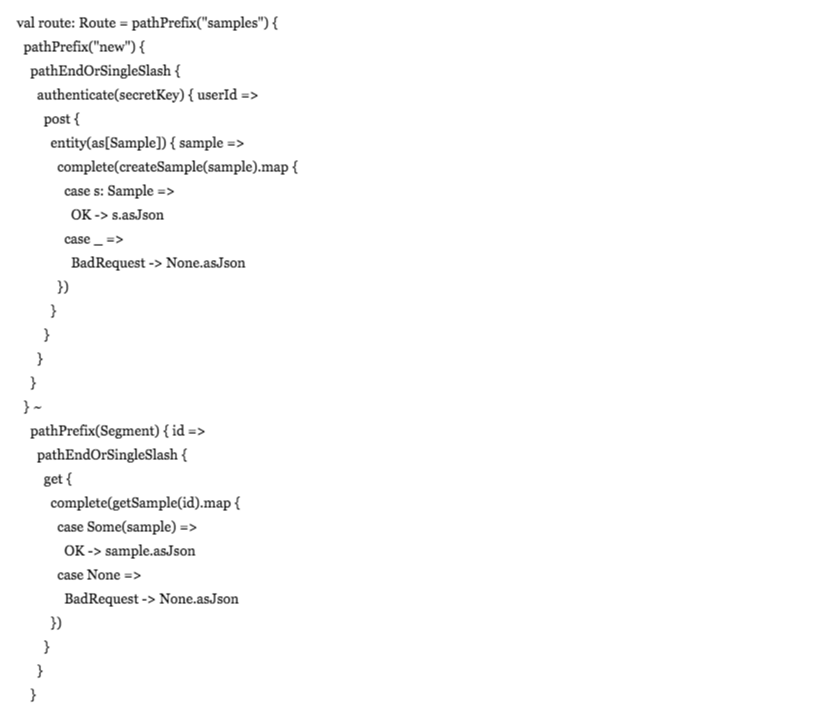 val route: Route = pathPrefix("samples") {
pathPrefix("new") {
pathEndOrSingleSlash {
authenticate(secretKey) { userId =>
post {
entity(as[Sample]) { sample =>
complete(createSample(sample).map {
case s: Sample =>
OK -> s.asJson
case _ =>
BadRequest -> None.asJson
})
}
}
}
}
} ~
pathPrefix(Segment) { id =>
pathEndOrSingleSlash {
get {
complete(getSample(id).map {
case Some(sample) =>
OK -> sample.asJson
case None =>
BadRequest -> None.asJson
})
}
}
}